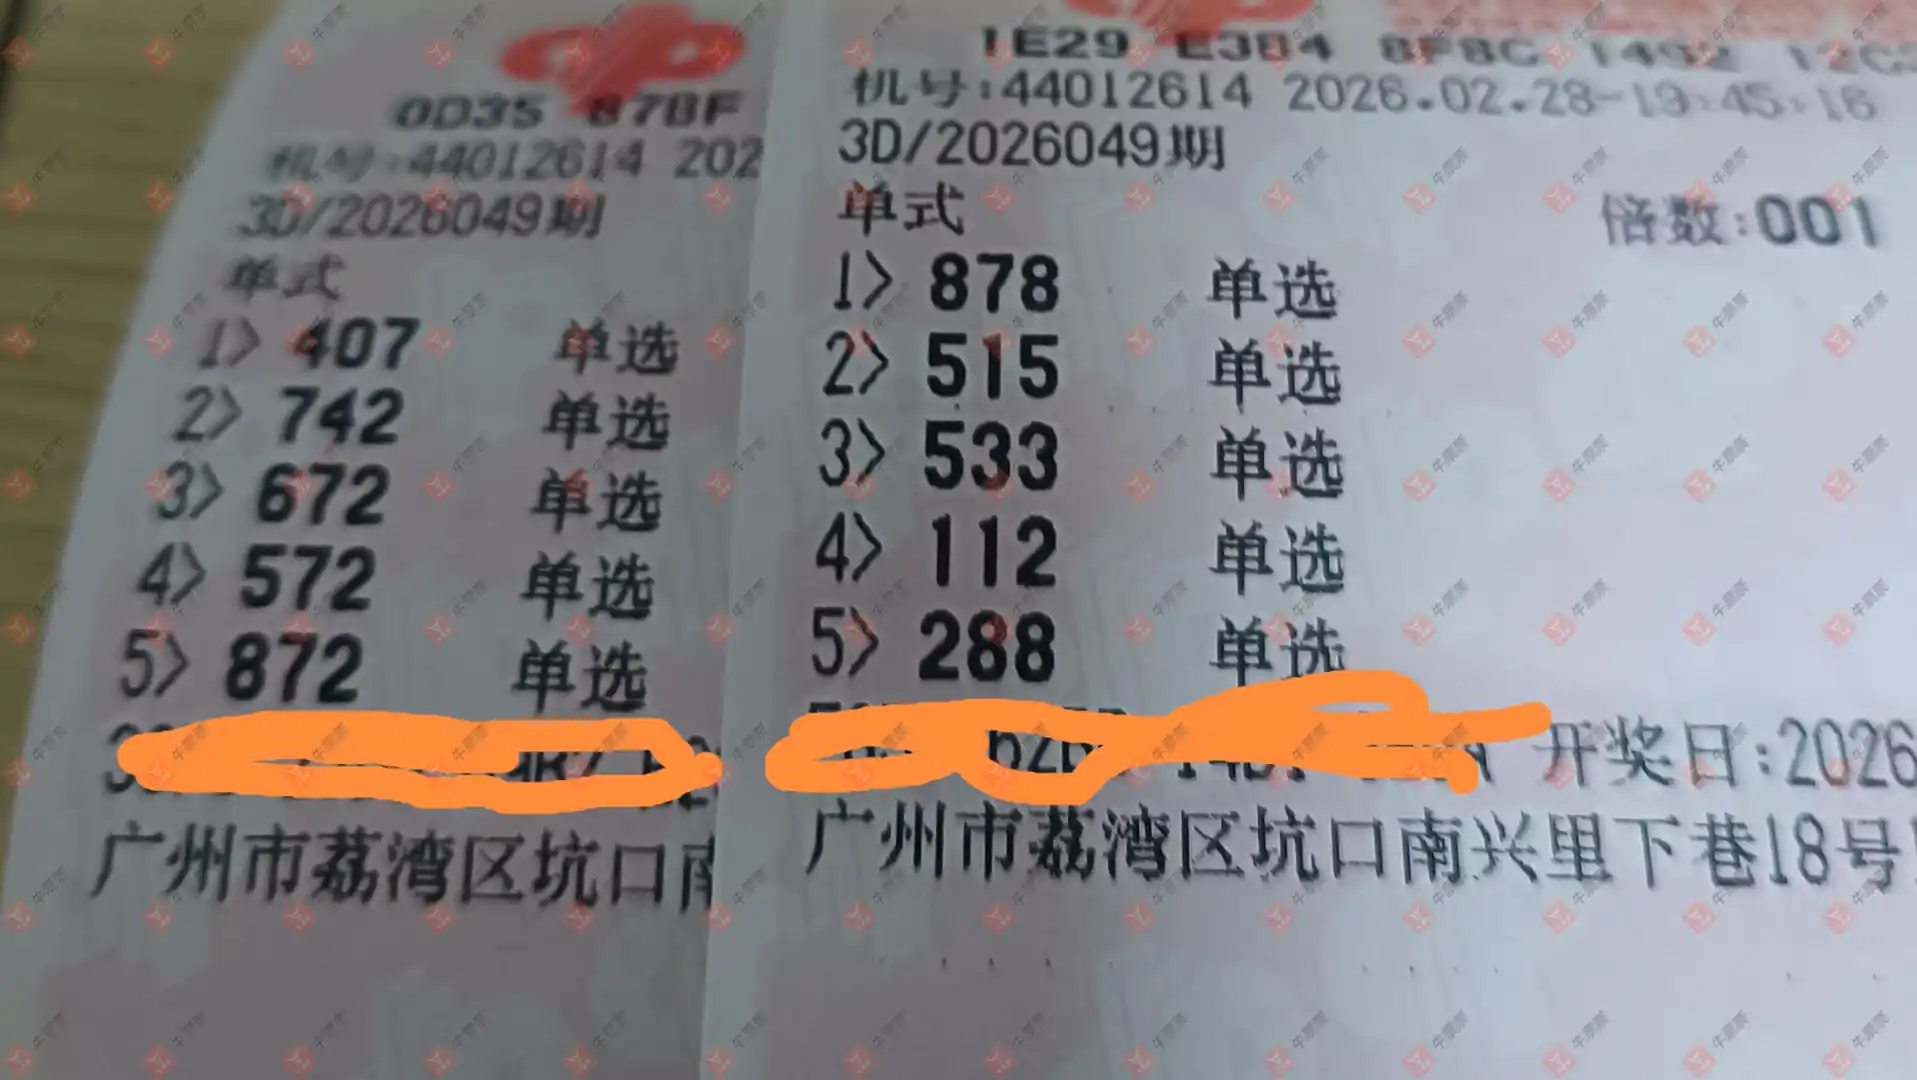 0D35 87BF
机号:44012614 202
3D/2026049期
单式
1> 407 单选
2> 742 单选
3> 672 单选
4> 572 单选
5> 872 单选
广州市荔湾区坑口南
1E29 E3B4 8F8C 1492 12C
机号:44012614 2026.02.28-19:45:16
3D/2026049期
单式
倍数:001
1> 878 单选
2> 515 单选
3> 533 单选
4> 112 单选
5> 288 单选
开奖日:2026
广州市荔湾区坑口南兴里下巷18号